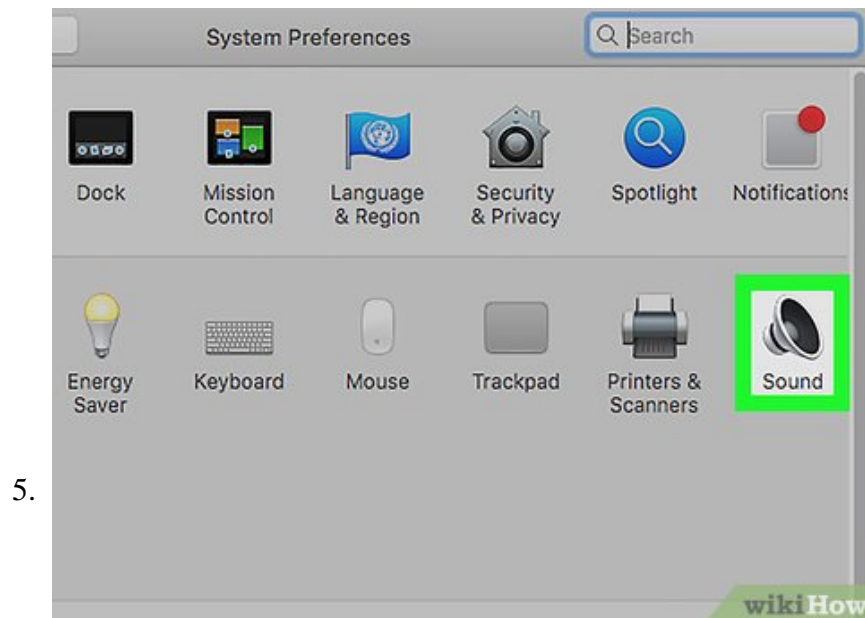 System Preferences
Search
Dock
Mission
Control
Language
& Region
Security
& Privacy
Spotlight
Notifications
Energy
Saver
Keyboard
Mouse
Trackpad
Printers &
Scanners
Sound
5.
wikiHow